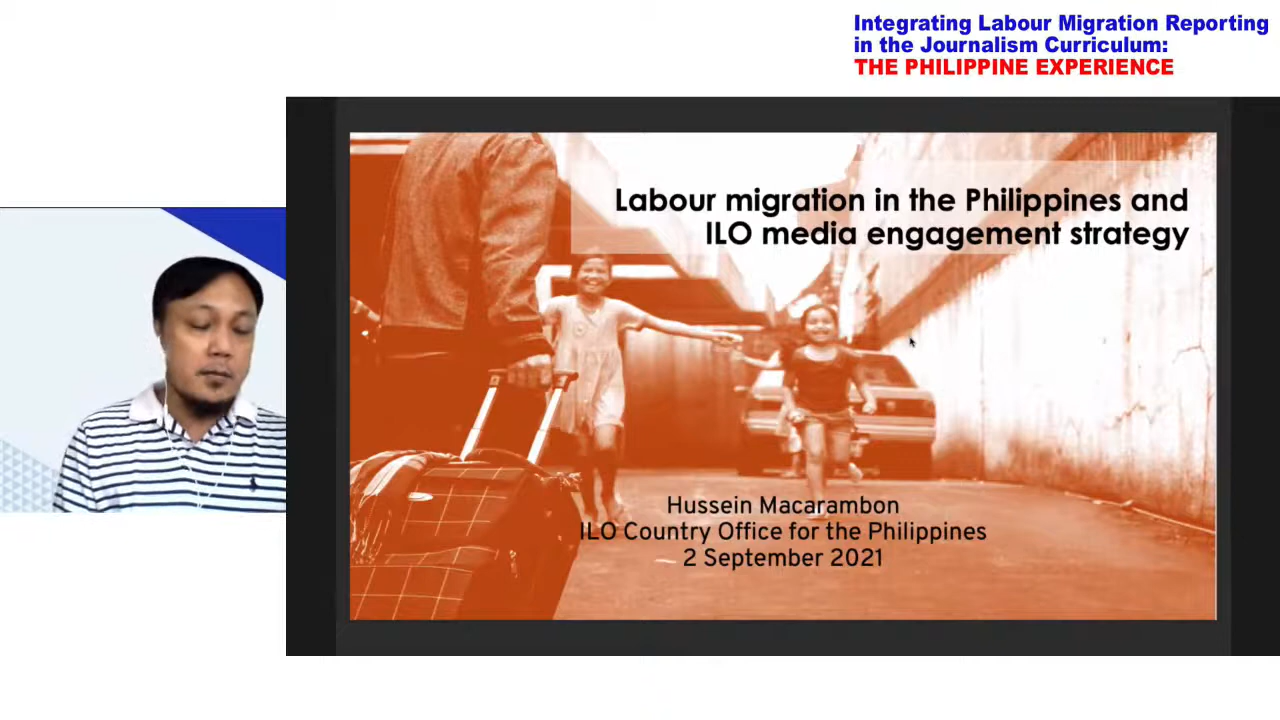 Integrating Labour Migration Reporting
in the Journalism Curriculum:
THE PHILIPPINE EXPERIENCE
Labour migration in the Philippines and
ILO media engagement strategy
Hussein Macarambon
ILO Country Office for the Philippines
2 September 2021